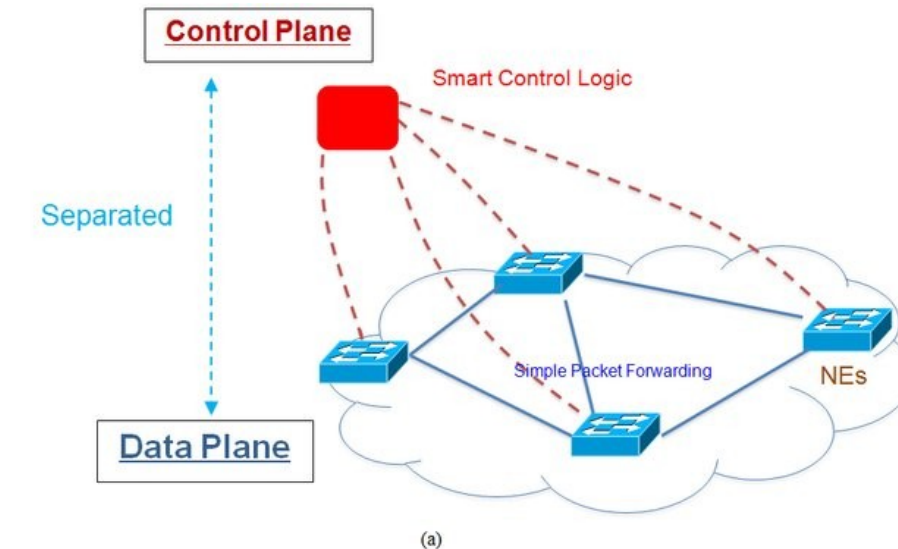 Control Plane
Smart Control Logic
Separated
Simple Packet Forwarding
NEs
Data Plane
(a)